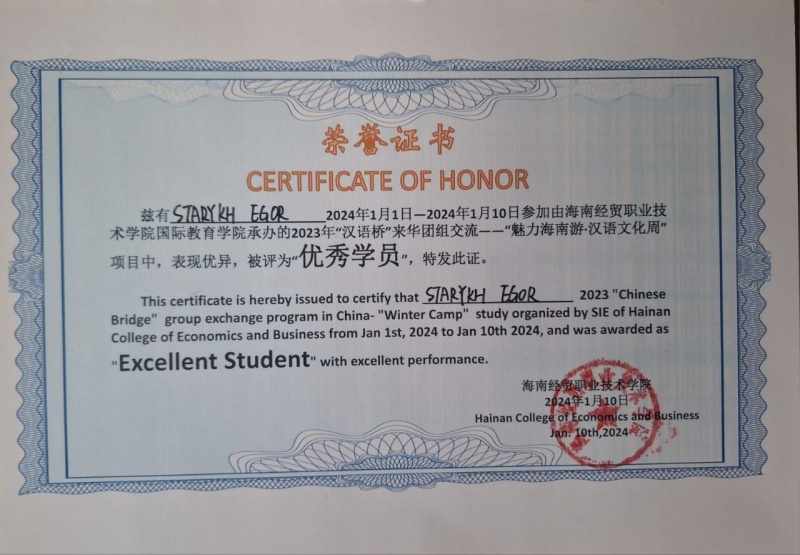 荣誉证书
CERTIFICATE OF HONOR
兹有 STARYKH EGOR 2024年1月1日—2024年1月10日参加由海南经贸职业技
术学院国际教育学院承办的2023年“汉语桥”来华团组交流——“魅力海南游·汉语文化周”
项目中，表现优异，被评为“优秀学员”，特发此证。
This certificate is hereby issued to certify that STARYKH EGOR 2023 "Chinese
Bridge" group exchange program in China- "Winter Camp" study organized by SIE of Hainan
College of Economics and Business from Jan 1st, 2024 to Jan 10th 2024, and was awarded as
"Excellent Student" with excellent performance.
海南经贸职业技术学院
2024年1月10日
Hainan College of Economics and Business
Jan. 10th,2024